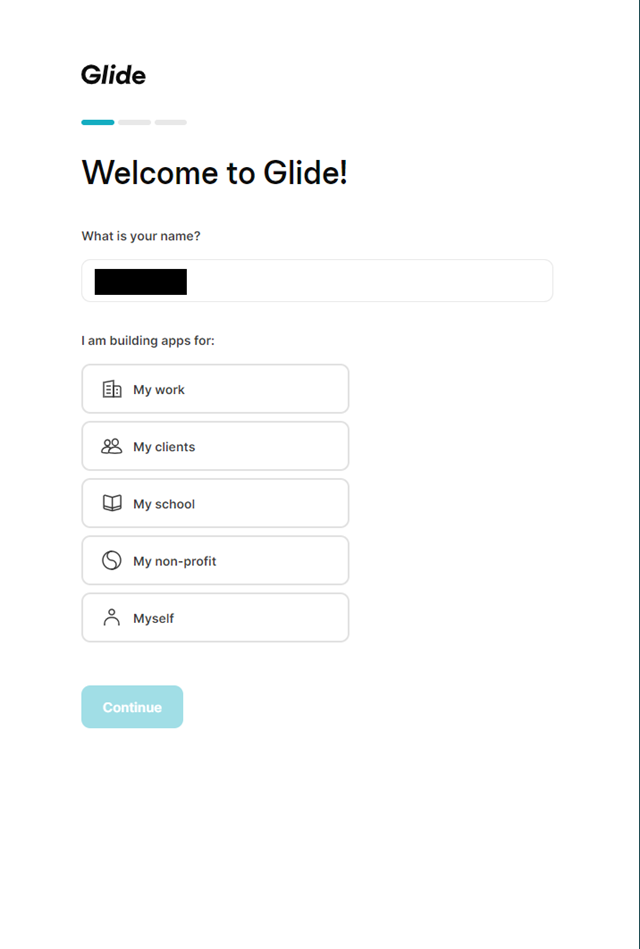 Glide
Welcome to Glide!
What is your name?
I am building apps for:
My work
My clients
My school
My non-profit
Myself
Continue